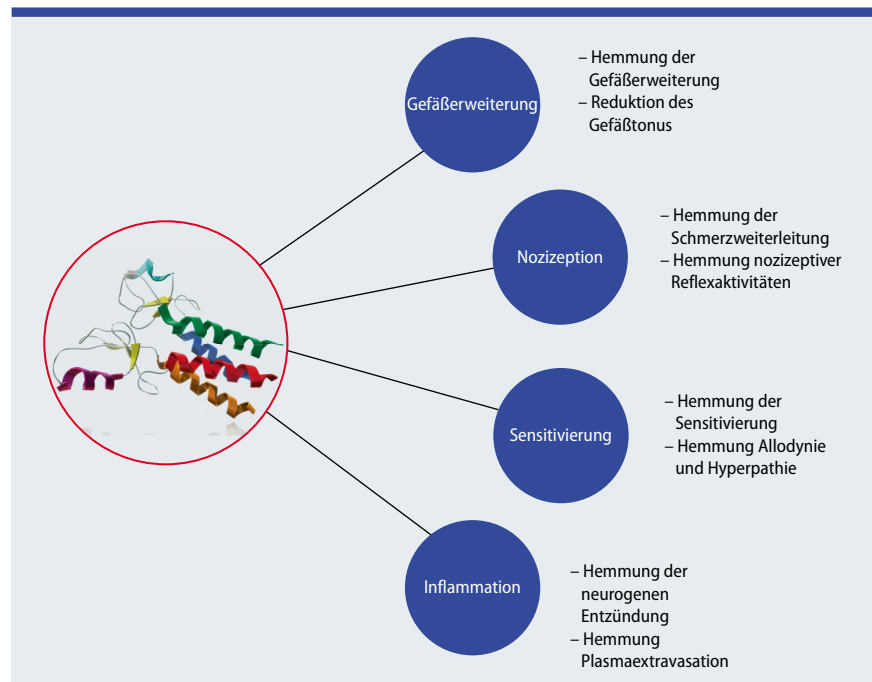 Gefäßerweiterung
– Hemmung der
Gefäßerweiterung
– Reduktion des
Gefäßtonus
Nozizeption
– Hemmung der
Schmerzweiterleitung
– Hemmung nozizeptiver
Reflexaktivitäten
Sensitivierung
– Hemmung der
Sensitivierung
– Hemmung Allodynie
und Hyperpathie
Inflammation
– Hemmung der
neurogenen
Entzündung
– Hemmung
Plasmaextravasation